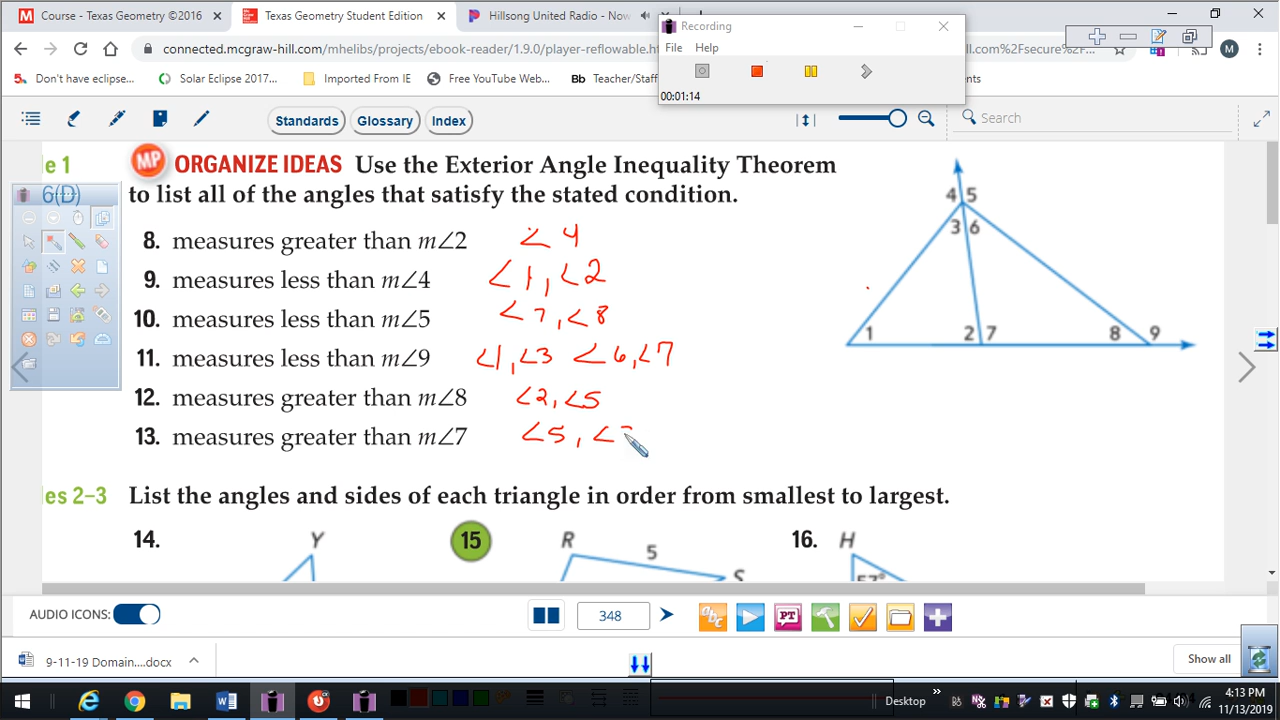 Course - Texas Geometry ©2016
Texas Geometry Student Edition
Hillsong United Radio - Now
Recording
File Help
00:01:14
connected.mcgraw-hill.com/mhelibs/projects/ebook-reader/1.9.0/player-reflowable.ht
com%2Fsecure%2F
M
Don't have eclipse...
Solar Eclipse 2017...
Imported From IE
Free YouTube Web...
Bb Teacher/Staff
Standards
Glossary
Index
Search
6(D)
MP ORGANIZE IDEAS Use the Exterior Angle Inequality Theorem
to list all of the angles that satisfy the stated condition.
8. measures greater than m∠2 ∠4
9. measures less than m∠4 ∠1, ∠2
10. measures less than m∠5 ∠7, ∠8
11. measures less than m∠9 ∠1, ∠3 ∠6, ∠7
12. measures greater than m∠8 ∠2, ∠5
13. measures greater than m∠7 ∠5, ∠
4 5
3 6
1 2 7 8 9
List the angles and sides of each triangle in order from smallest to largest.
14. Y
15 R 5 S
16. H 57°
AUDIO ICONS:
348
abc
PT
9-11-19 Domain....docx
Show all
Desktop
4:13 PM
11/13/2019